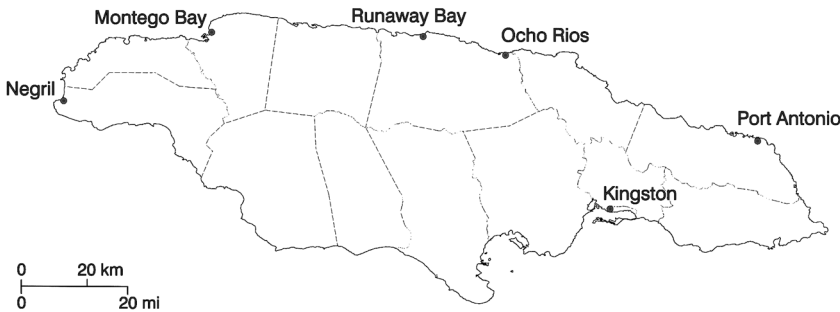 Montego Bay
Runaway Bay
Ocho Rios
Negril
Port Antonio
Kingston
0 20 km
0 20 mi